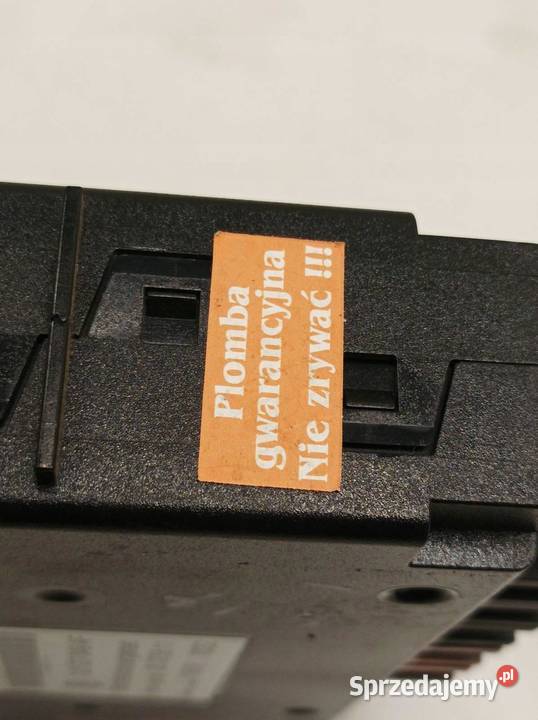 Plomba
gwarancyjna
Nie zrywać !!!
Sprzedajemy.pl